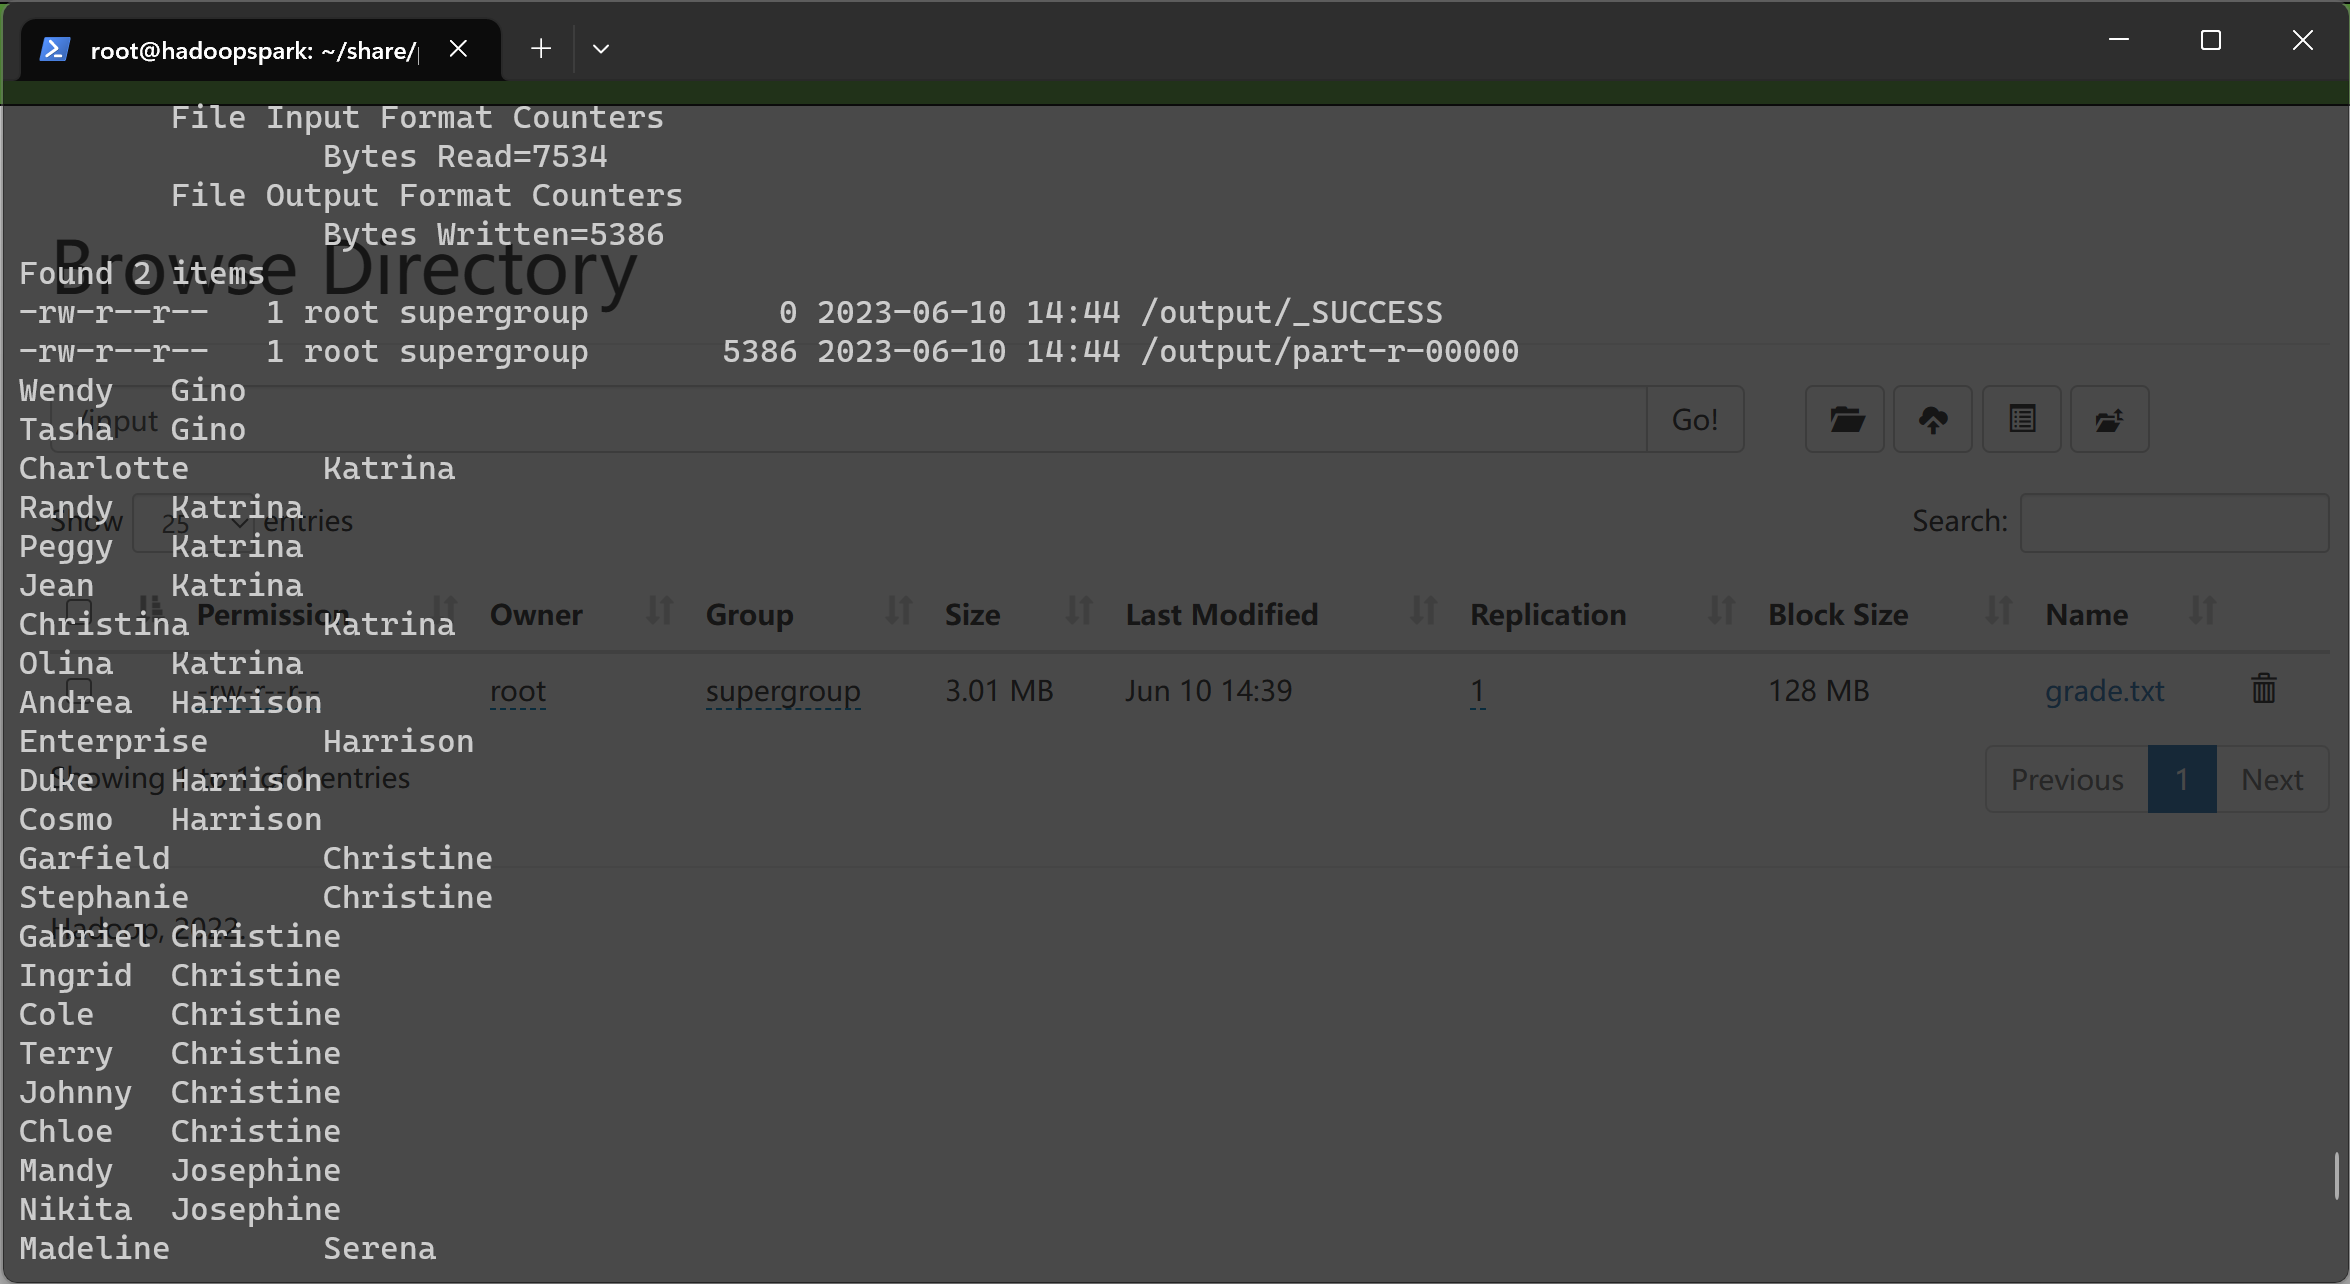 root@hadoopspark: ~/share/
File Input Format Counters
Bytes Read=7534
File Output Format Counters
Bytes Written=5386
Browse Directory
Found 2 items
-rw-r--r-- 1 root supergroup 0 2023-06-10 14:44 /output/_SUCCESS
-rw-r--r-- 1 root supergroup 5386 2023-06-10 14:44 /output/part-r-00000
Wendy Gino
/input Go!
Tasha Gino
Charlotte Katrina
Randy Katrina
Show 25 entries Search:
Peggy Katrina
Jean Katrina
Permission Owner Group Size Last Modified Replication Block Size Name
Christina Katrina
Olina Katrina
-rw-r--r-- root supergroup 3.01 MB Jun 10 14:39 1 128 MB grade.txt
Andrea Harrison
Enterprise Harrison
Duke Harrison
Showing 1 to 1 of 1 entries Previous 1 Next
Cosmo Harrison
Garfield Christine
Stephanie Christine
Hadoop, 2022.
Gabriel Christine
Ingrid Christine
Cole Christine
Terry Christine
Johnny Christine
Chloe Christine
Mandy Josephine
Nikita Josephine
Madeline Serena